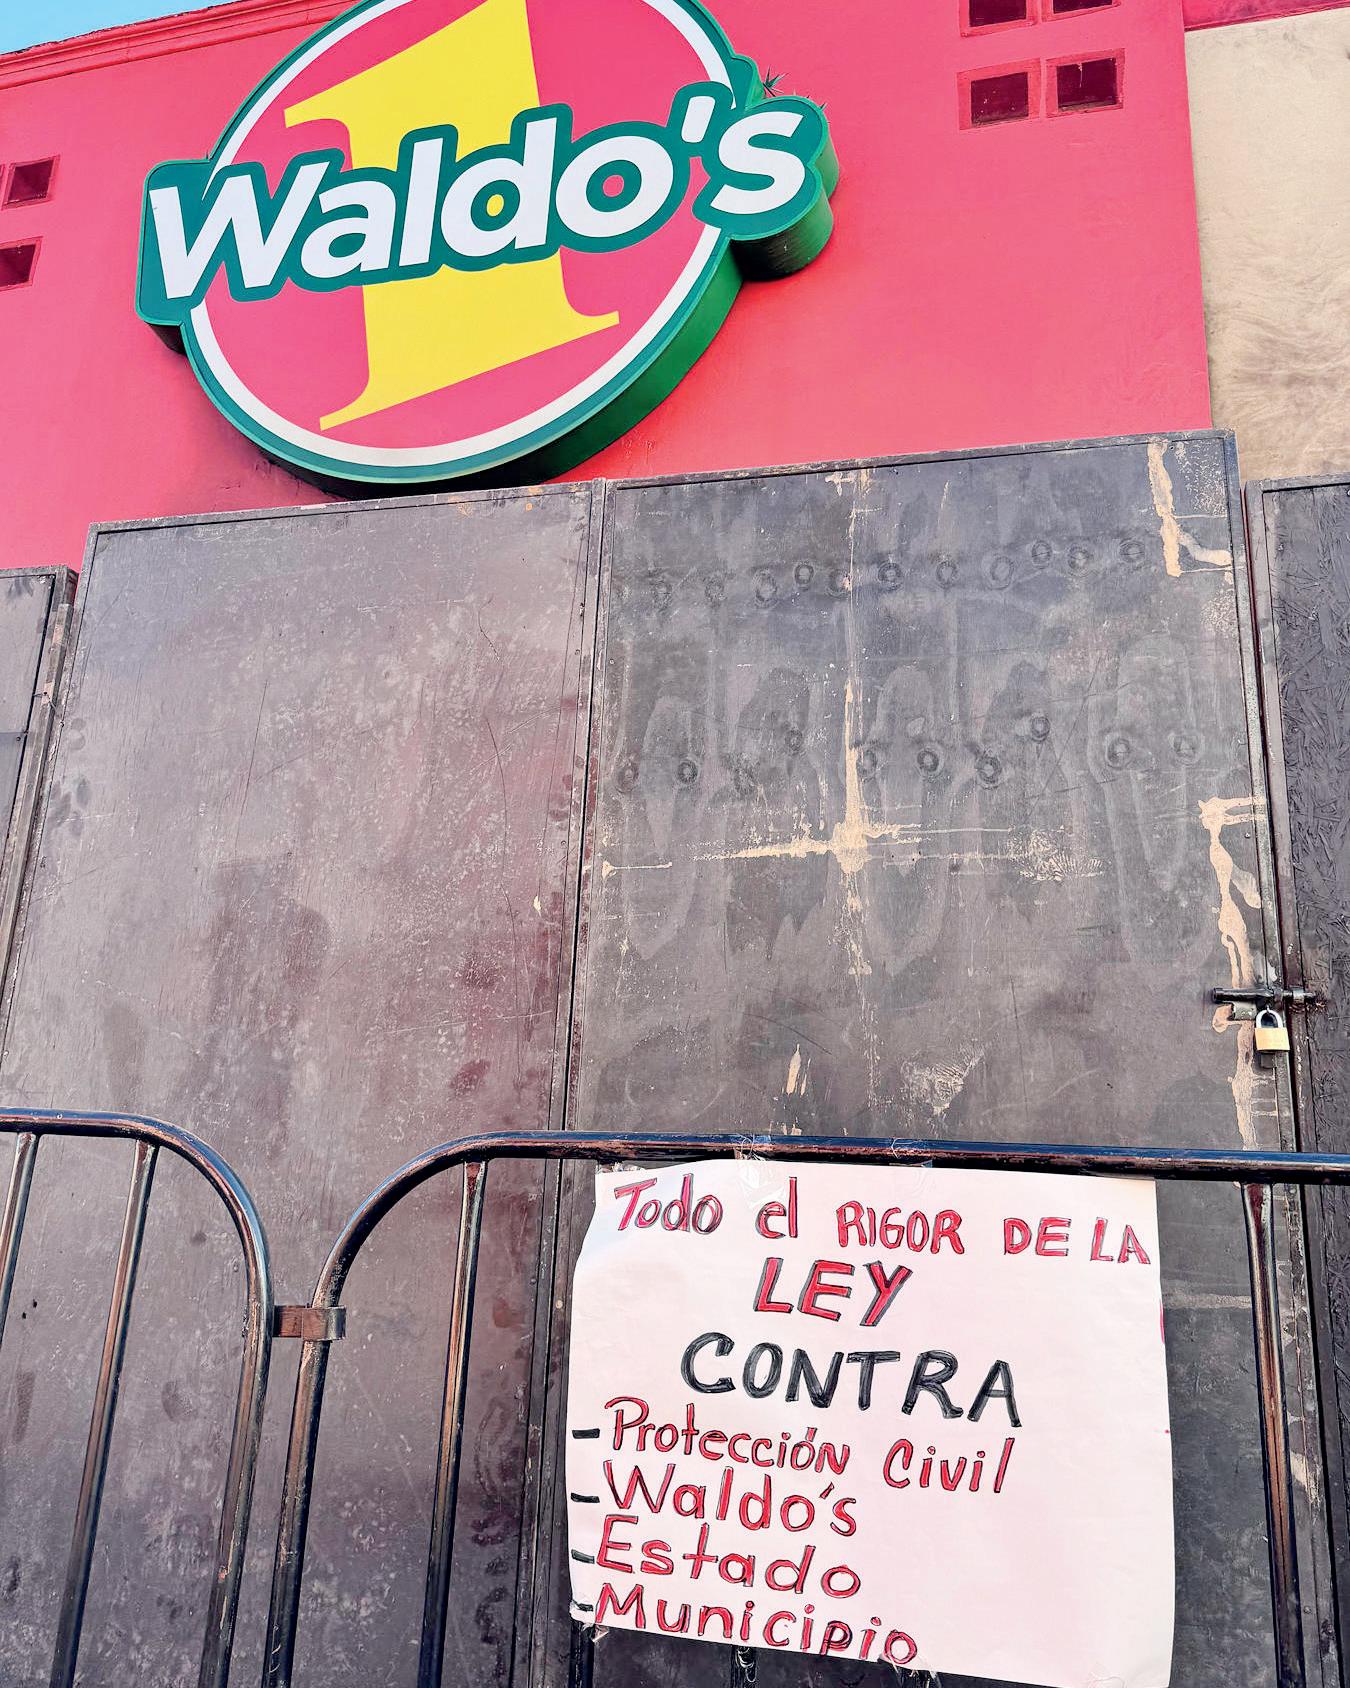 1
Waldo's
Todo el RIGOR DE LA
LEY
CONTRA
- Protección Civil
- Waldo's
- Estado
- Municipio